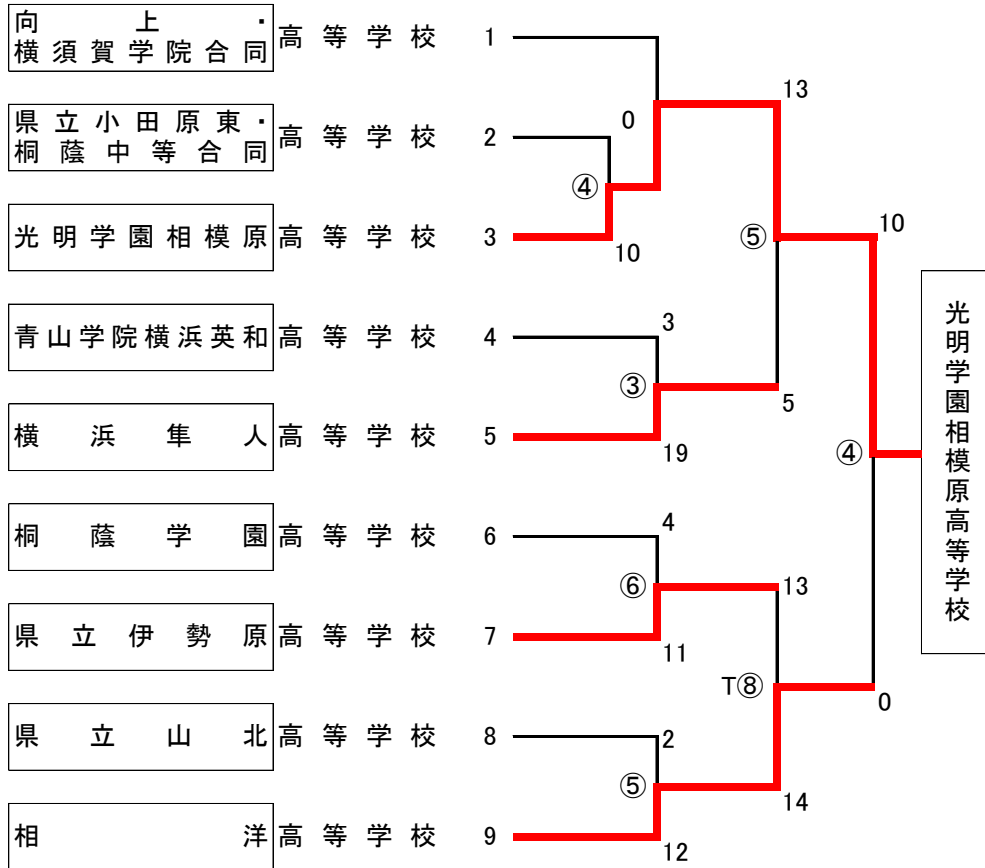 向上・
横須賀学院合同 高等学校 1
13
0
県立小田原東・
桐蔭中等合同 高等学校 2
④
光明学園相模原 高等学校 3
10
⑤
10
青山学院横浜英和 高等学校 4
3
③
5
横浜隼人 高等学校 5
19
④
光明学園相模原高等学校
桐蔭学園 高等学校 6
4
⑥
13
県立伊勢原 高等学校 7
11
T⑧
0
県立山北 高等学校 8
2
⑤
14
相洋 高等学校 9
12